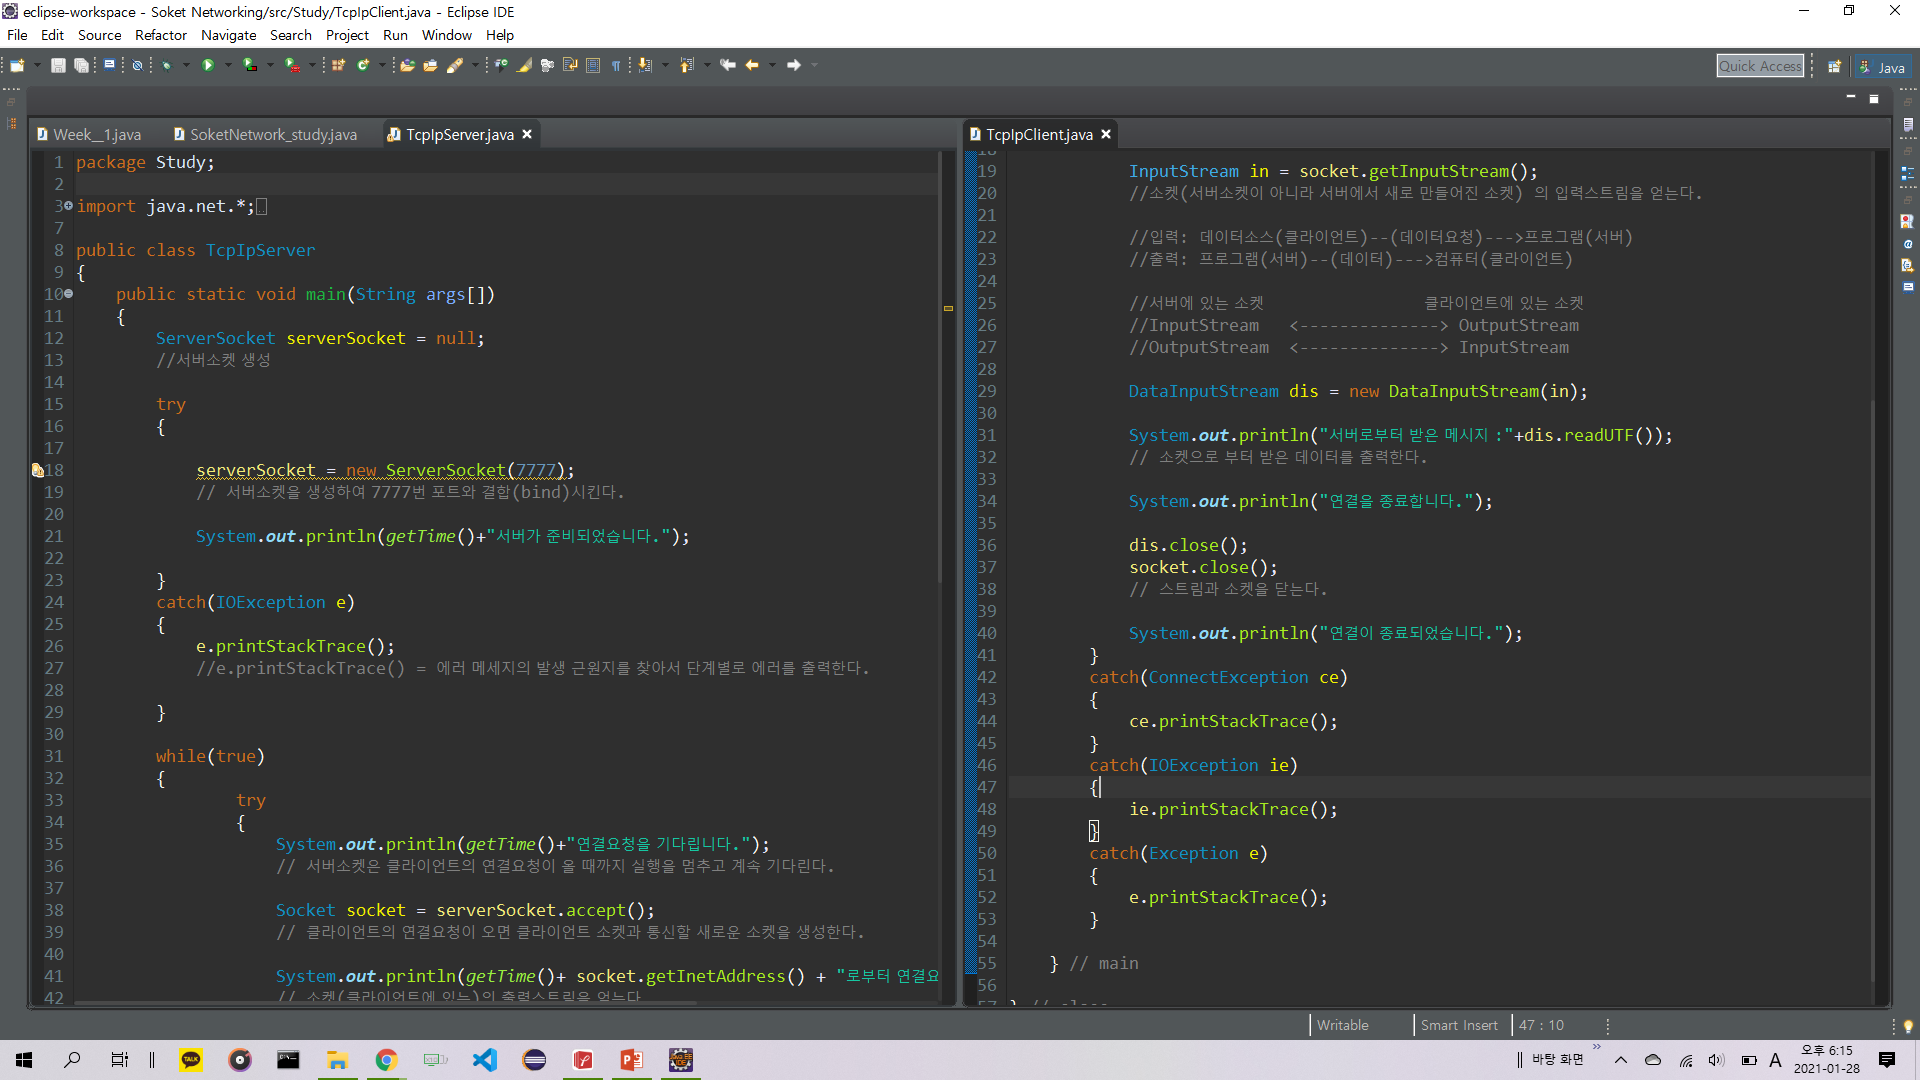 eclipse-workspace - Soket Networking/src/Study/TcpIpClient.java - Eclipse IDE
File Edit Source Refactor Navigate Search Project Run Window Help
Quick Access
Java
Week__1.java
SoketNetwork_study.java
TcpIpServer.java
1 package Study;
2
3 import java.net.*;
7
8 public class TcpIpServer
9 {
10 public static void main(String args[])
11 {
12 ServerSocket serverSocket = null;
13 //서버소켓 생성
14
15 try
16 {
17
18 serverSocket = new ServerSocket(7777);
19 // 서버소켓을 생성하여 7777번 포트와 결합(bind)시킨다.
20
21 System.out.println(getTime()+"서버가 준비되었습니다.");
22
23 }
24 catch(IOException e)
25 {
26 e.printStackTrace();
27 //e.printStackTrace() = 에러 메세지의 발생 근원지를 찾아서 단계별로 에러를 출력한다.
28
29 }
30
31 while(true)
32 {
33 try
34 {
35 System.out.println(getTime()+"연결요청을 기다립니다.");
36 // 서버소켓은 클라이언트의 연결요청이 올 때까지 실행을 멈추고 계속 기다린다.
37
38 Socket socket = serverSocket.accept();
39 // 클라이언트의 연결요청이 오면 클라이언트 소켓과 통신할 새로운 소켓을 생성한다.
40
41 System.out.println(getTime()+ socket.getInetAddress() + "로부터 연결요
42 // 소켓(클라이언트에 있는)의 출력스트림을 얻는다
TcpIpClient.java
18
19 InputStream in = socket.getInputStream();
20 //소켓(서버소켓이 아니라 서버에서 새로 만들어진 소켓) 의 입력스트림을 얻는다.
21
22 //입력: 데이터소스(클라이언트)--(데이터요청)--->프로그램(서버)
23 //출력: 프로그램(서버)--(데이터)--->컴퓨터(클라이언트)
24
25 //서버에 있는 소켓 클라이언트에 있는 소켓
26 //InputStream <--------------> OutputStream
27 //OutputStream <--------------> InputStream
28
29 DataInputStream dis = new DataInputStream(in);
30
31 System.out.println("서버로부터 받은 메시지 :"+dis.readUTF());
32 // 소켓으로 부터 받은 데이터를 출력한다.
33
34 System.out.println("연결을 종료합니다.");
35
36 dis.close();
37 socket.close();
38 // 스트림과 소켓을 닫는다.
39
40 System.out.println("연결이 종료되었습니다.");
41 }
42 catch(ConnectException ce)
43 {
44 ce.printStackTrace();
45 }
46 catch(IOException ie)
47 {
48 ie.printStackTrace();
49 }
50 catch(Exception e)
51 {
52 e.printStackTrace();
53 }
54
55 } // main
56
57 } // class
Writable Smart Insert 47 : 10
TALK
바탕 화면
A
오후 6:15
2021-01-28